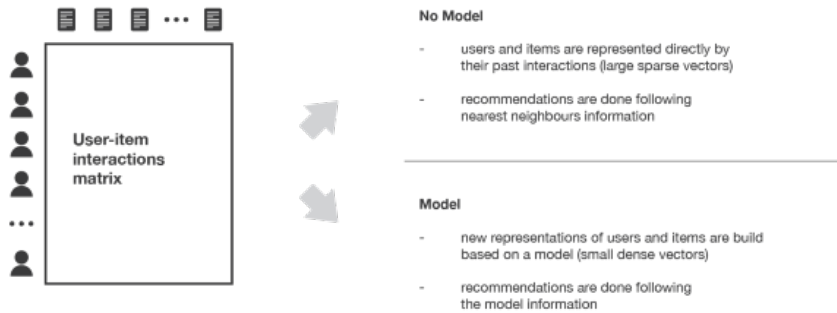 User-item
interactions
matrix
No Model
- users and items are represented directly by
their past interactions (large sparse vectors)
- recommendations are done following
nearest neighbours information
Model
- new representations of users and items are build
based on a model (small dense vectors)
- recommendations are done following
the model information